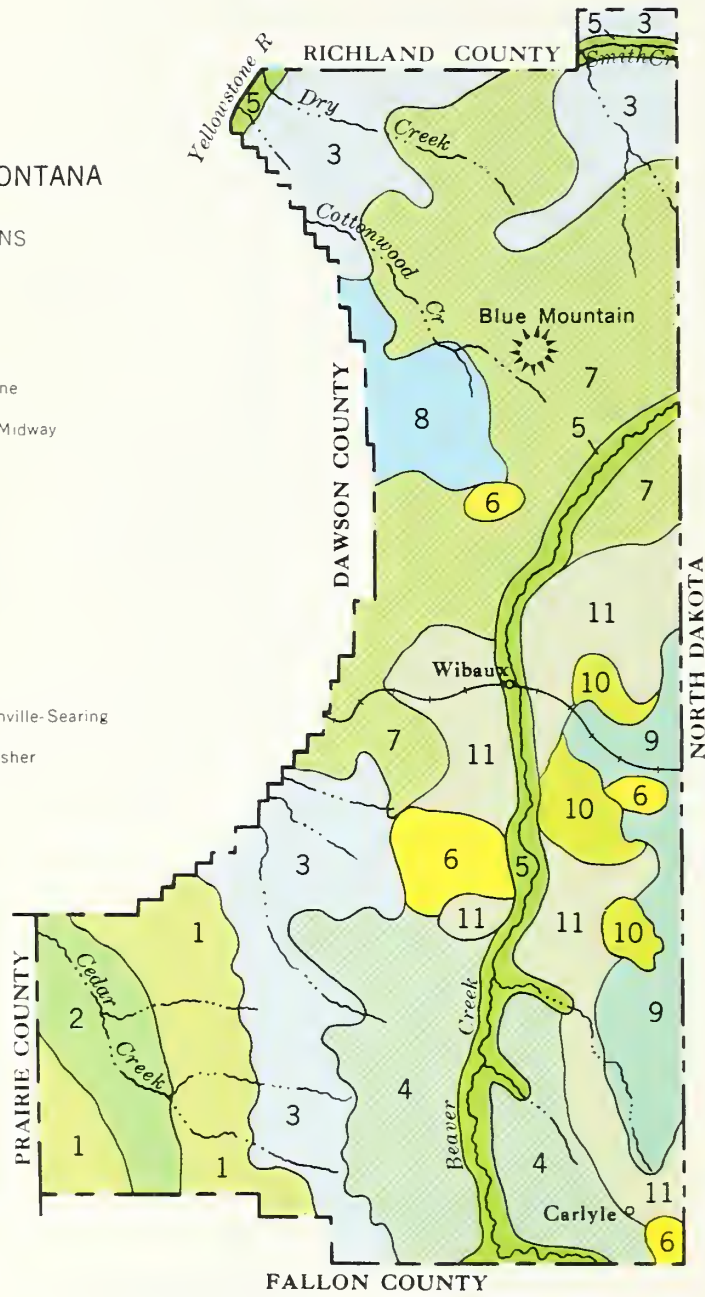 5 3
RICHLAND COUNTY
Smith Cr
Yellowstone R
5
Dry
Creek
3
3
ONTANA
NS
Cottonwood
Cr
Blue Mountain
7
ne
Midway
8
5
DAWSON COUNTY
6
7
NORTH DAKOTA
11
Wibaux
10
9
nville-Searing
sher
7
11
6
10
3
6
5
11
11
10
1
Cedar
Creek
2
PRAIRIE COUNTY
Creek
Beaver
9
4
3
4
1
1
11
Carlyle
6
FALLON COUNTY